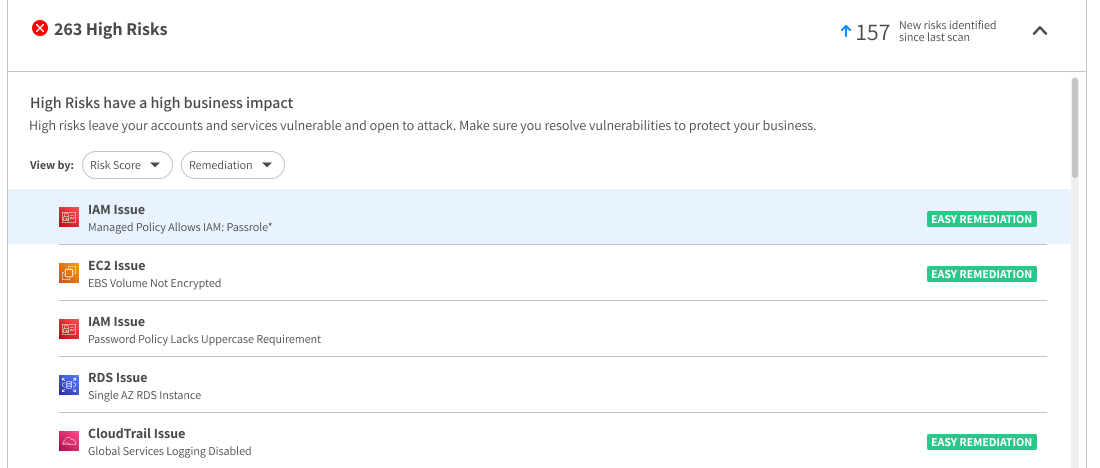 263 High Risks
157
New risks identified
since last scan
High Risks have a high business impact
High risks leave your accounts and services vulnerable and open to attack. Make sure you resolve vulnerabilities to protect your business.
View by:
Risk Score
Remediation
IAM Issue
Managed Policy Allows IAM: Passrole*
EASY REMEDIATION
EC2 Issue
EBS Volume Not Encrypted
EASY REMEDIATION
IAM Issue
Password Policy Lacks Uppercase Requirement
RDS Issue
Single AZ RDS Instance
CloudTrail Issue
Global Services Logging Disabled
EASY REMEDIATION